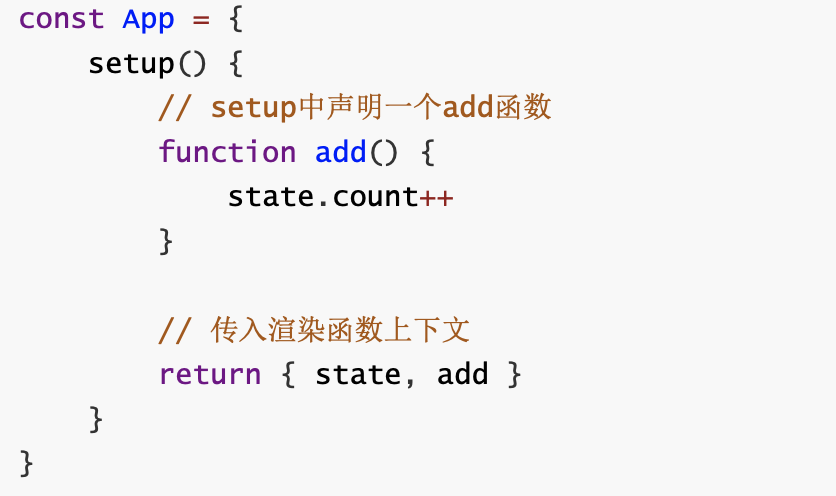 const App = {
    setup() {
        // setup中声明一个add函数
        function add() {
            state.count++
        }

        // 传入渲染函数上下文
        return { state, add }
    }
}